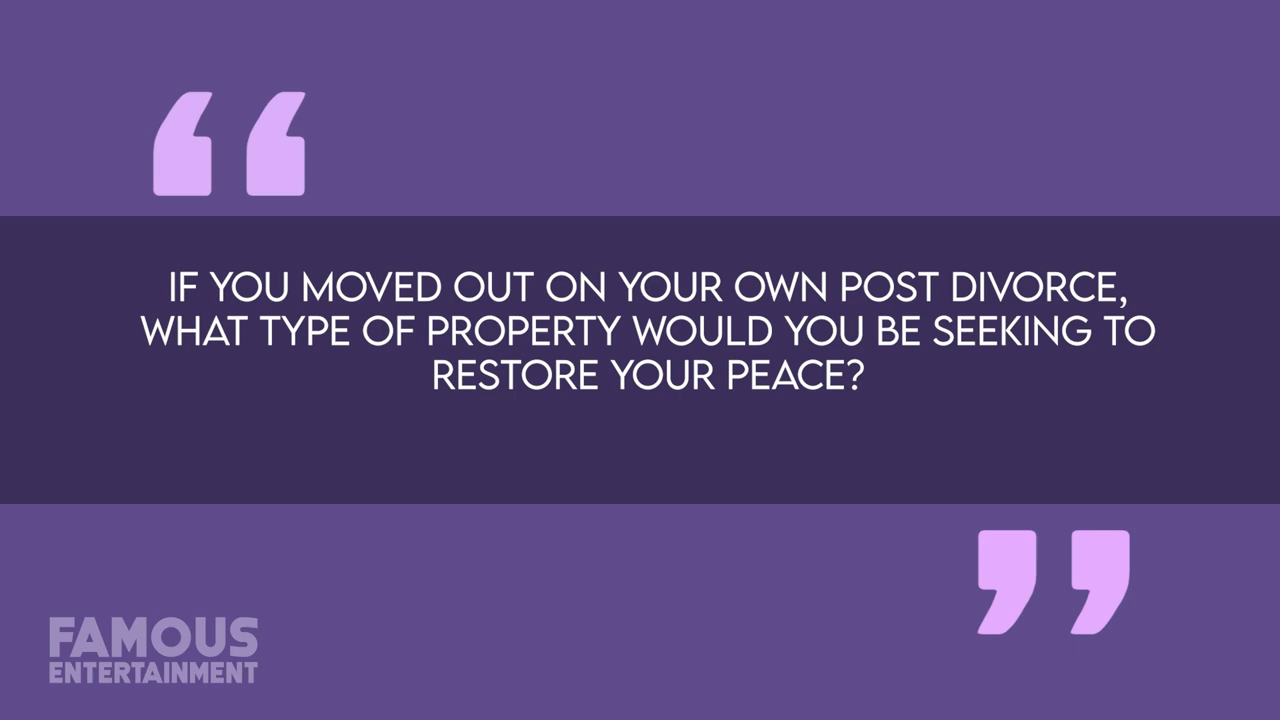 IF YOU MOVED OUT ON YOUR OWN POST DIVORCE,
WHAT TYPE OF PROPERTY WOULD YOU BE SEEKING TO
RESTORE YOUR PEACE?
FAMOUS
ENTERTAINMENT